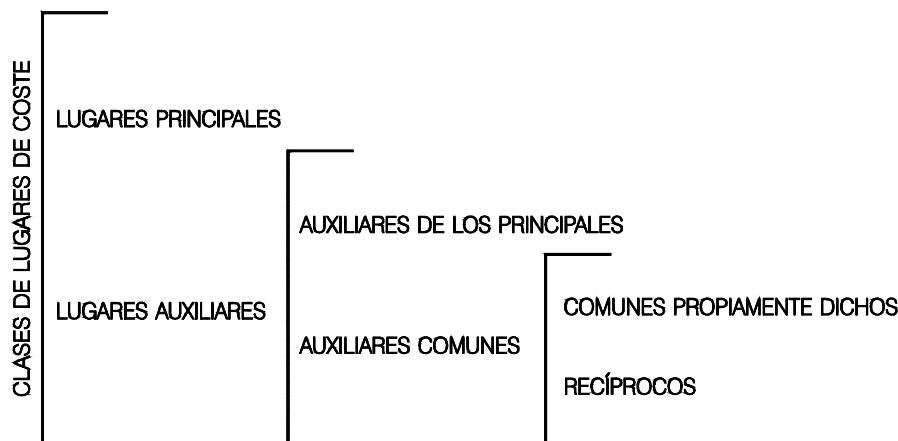 CLASES DE LUGARES DE COSTE
LUGARES PRINCIPALES
LUGARES AUXILIARES
AUXILIARES DE LOS PRINCIPALES
AUXILIARES COMUNES
COMUNES PROPIAMENTE DICHOS
RECÍPROCOS